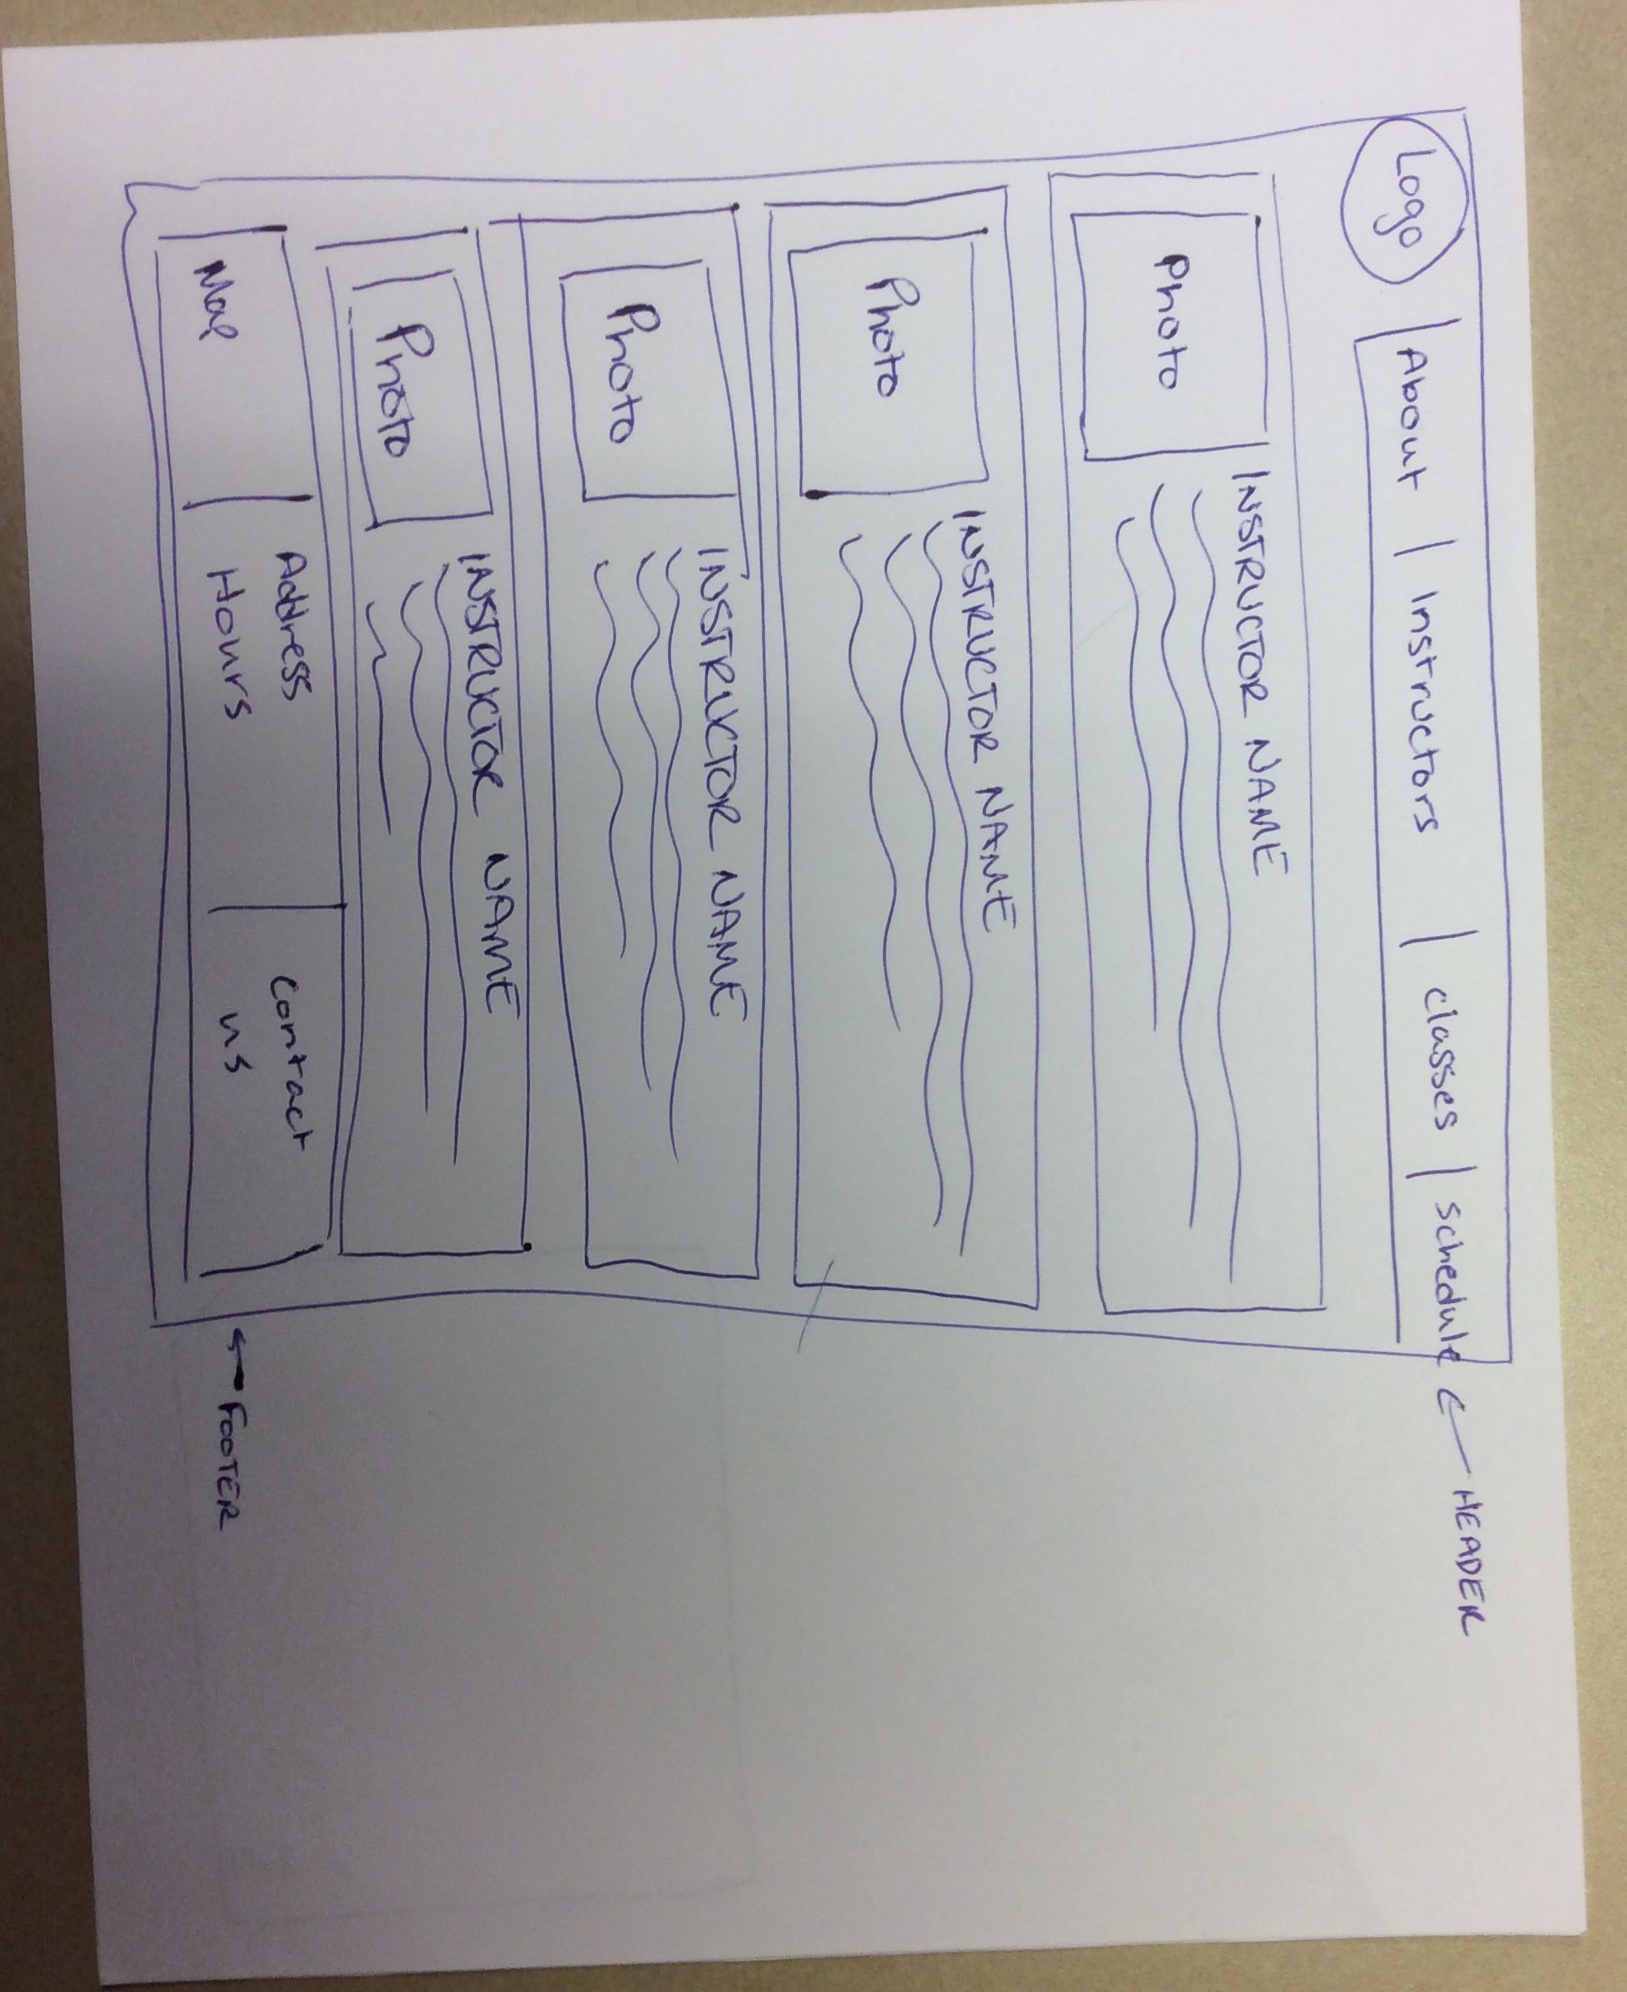 Logo
About | Instructors | classes | schedule
HEADER
Photo
INSTRUCTOR NAME
Photo
INSTRUCTOR NAME
Photo
INSTRUCTOR NAME
Photo
INSTRUCTOR NAME
Map
Address
Hours
Contact
us
FOOTER